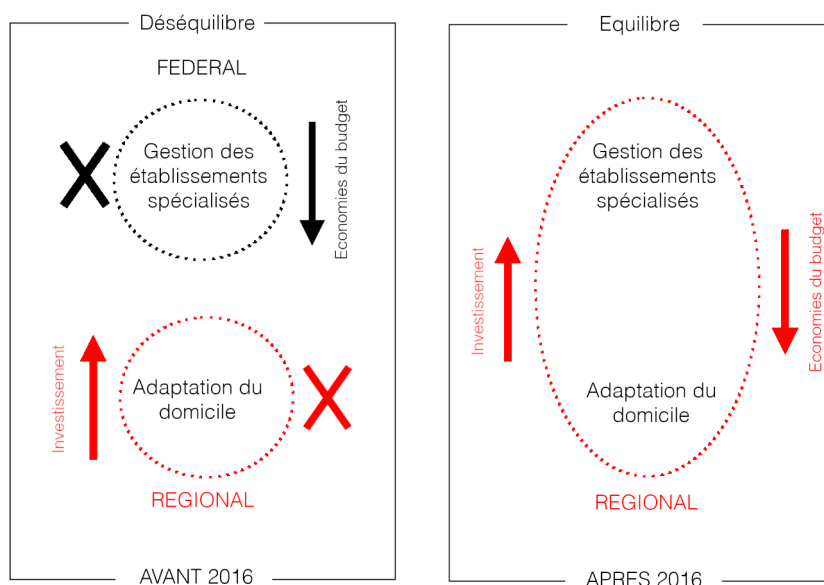 Déséquilibre
FEDERAL
Gestion des
établissements
spécialisés
Economies du budget
Investissement
Adaptation du
domicile
REGIONAL
AVANT 2016
Equilibre
Gestion des
établissements
spécialisés
Investissement
Economies du budget
Adaptation du
domicile
REGIONAL
APRES 2016